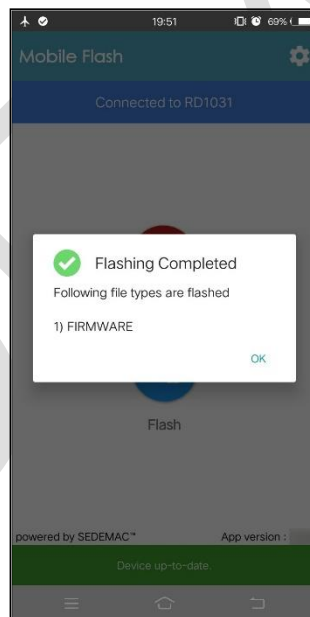 19:51
69%
Mobile Flash
Connected to RD1031
Flashing Completed
Following file types are flashed
1) FIRMWARE
OK
Flash
powered by SEDEMAC™ App version :
Device up-to-date.